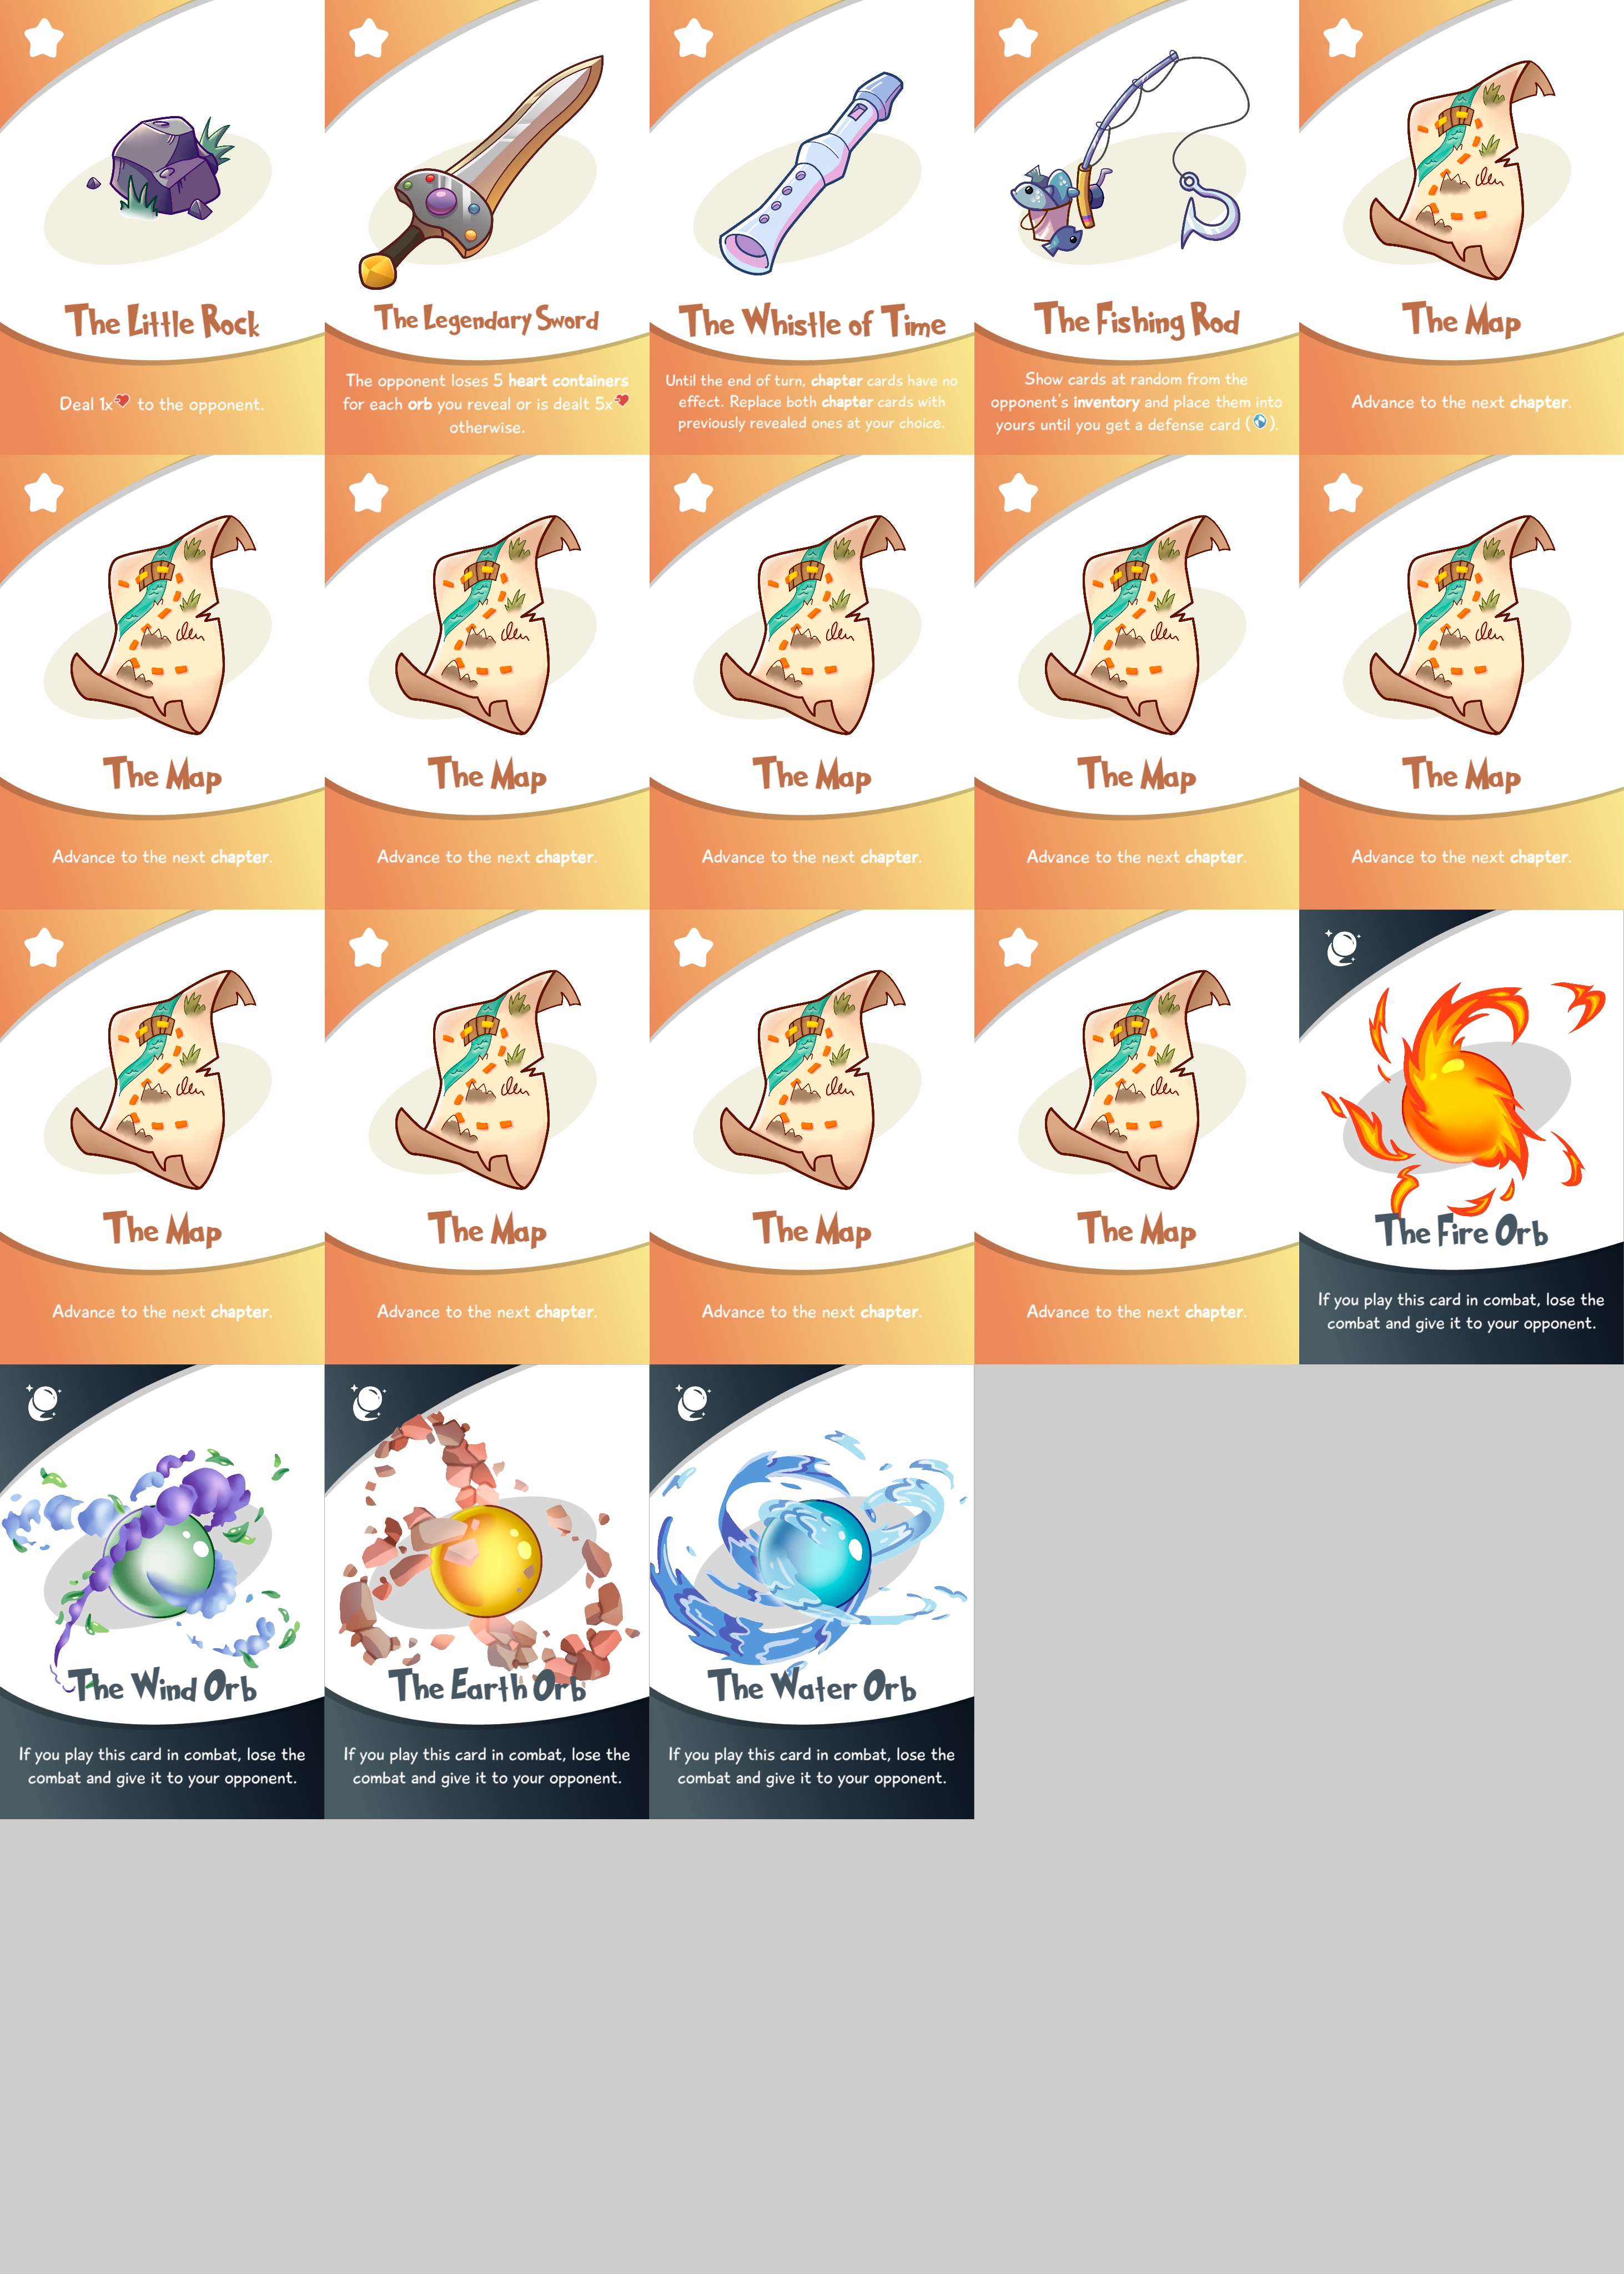 The Little Rock
Deal 1x to the opponent.
The Legendary Sword
The opponent loses 5 heart containers
for each orb you reveal or is dealt 5x
otherwise.
The Whistle of Time
Until the end of turn, chapter cards have no
effect. Replace both chapter cards with
previously revealed ones at your choice.
The Fishing Rod
Show cards at random from the
opponent's inventory and place them into
yours until you get a defense card ( ).
The Map
Advance to the next chapter.
The Map
Advance to the next chapter.
The Map
Advance to the next chapter.
The Map
Advance to the next chapter.
The Map
Advance to the next chapter.
The Map
Advance to the next chapter.
The Map
Advance to the next chapter.
The Map
Advance to the next chapter.
The Map
Advance to the next chapter.
The Map
Advance to the next chapter.
The Fire Orb
If you play this card in combat, lose the
combat and give it to your opponent.
The Wind Orb
If you play this card in combat, lose the
combat and give it to your opponent.
The Earth Orb
If you play this card in combat, lose the
combat and give it to your opponent.
The Water Orb
If you play this card in combat, lose the
combat and give it to your opponent.